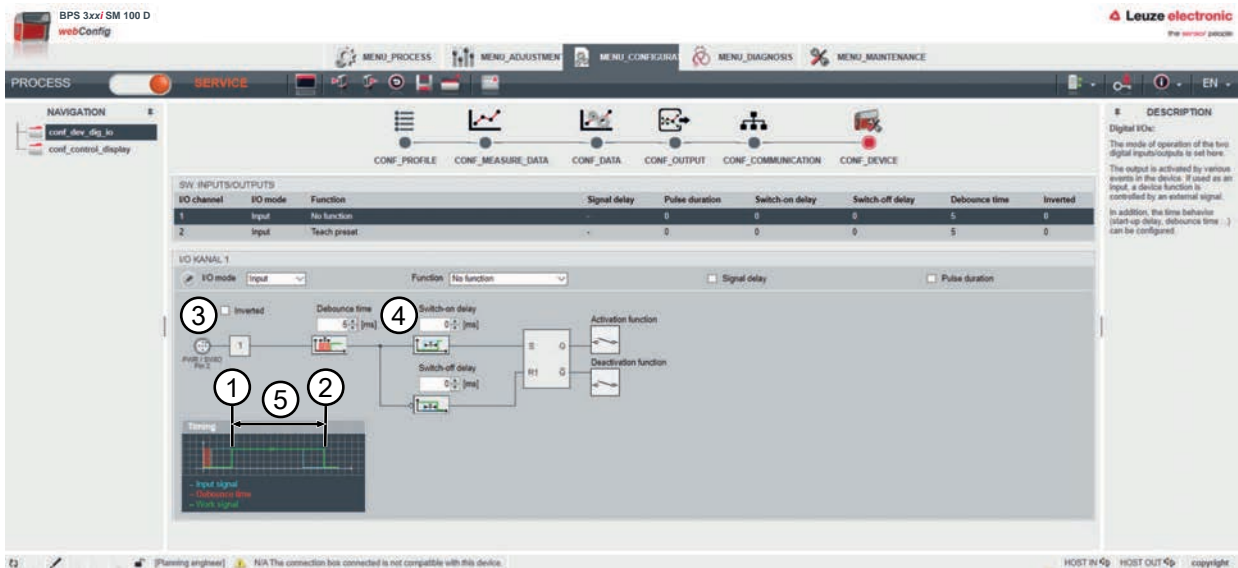 BPS 3xxi SM 100 D
webConfig
Leuze electronic
the sensor people
MENU_PROCESS
MENU_ADJUSTMEN
MENU_CONFIGURA
MENU_DIAGNOSIS
MENU_MAINTENANCE
PROCESS
SERVICE
EN
NAVIGATION
conf_dev_dig_io
conf_control_display
CONF_PROFILE
CONF_MEASURE_DATA
CONF_DATA
CONF_OUTPUT
CONF_COMMUNICATION
CONF_DEVICE
SW. INPUTS/OUTPUTS
I/O channel I/O mode Function Signal delay Pulse duration Switch-on delay Switch-off delay Debounce time Inverted
1 Input No function - 0 0 0 5 0
2 Input Teach preset - 0 0 0 5 0
I/O KANAL 1
I/O mode Input Function No function Signal delay Pulse duration
3
Inverted
Debounce time
5 [ms]
4
Switch-on delay
0 [ms]
Activation function
1
S Q
PWR / SWIO
Pin 2
Switch-off delay
0 [ms]
R1 Q
Deactivation function
1
5
2
Timing
- Input signal
- Debounce time
- Work signal
DESCRIPTION
Digital I/Os:
The mode of operation of the two
digital inputs/outputs is set here.
The output is activated by various
events in the device. If used as an
input, a device function is
controlled by an external signal.
In addition, the time behavior
(start-up delay, debounce time ...)
can be configured.
[Planning engineer]
N/A The connection box connected is not compatible with this device.
HOST IN
HOST OUT
copyright